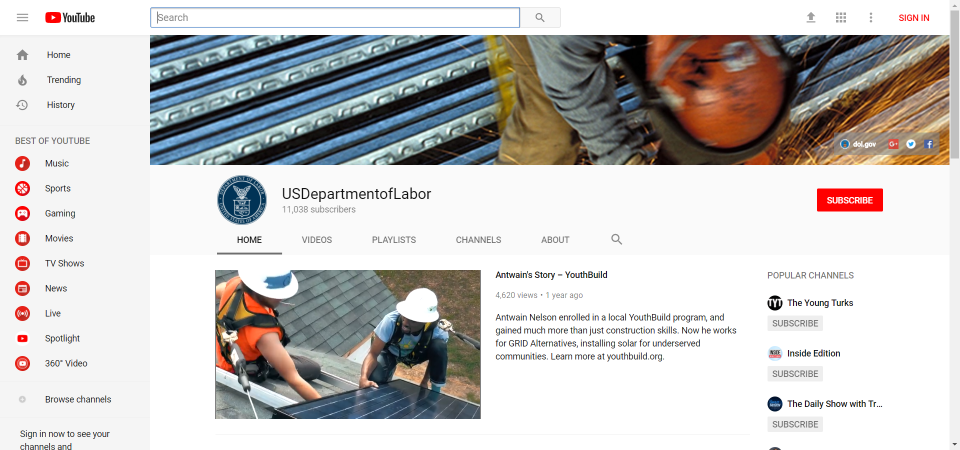 YouTube
Search
SIGN IN
Home
Trending
History
BEST OF YOUTUBE
Music
Sports
Gaming
Movies
TV Shows
News
Live
Spotlight
360° Video
Browse channels
Sign in now to see your
channels and
dol.gov
USDepartmentofLabor
11,038 subscribers
SUBSCRIBE
HOME
VIDEOS
PLAYLISTS
CHANNELS
ABOUT
Antwain's Story – YouthBuild
4,620 views • 1 year ago
Antwain Nelson enrolled in a local YouthBuild program, and
gained much more than just construction skills. Now he works
for GRID Alternatives, installing solar for underserved
communities. Learn more at youthbuild.org.
POPULAR CHANNELS
TYT
The Young Turks
SUBSCRIBE
Inside Edition
SUBSCRIBE
The Daily Show with Tr...
SUBSCRIBE